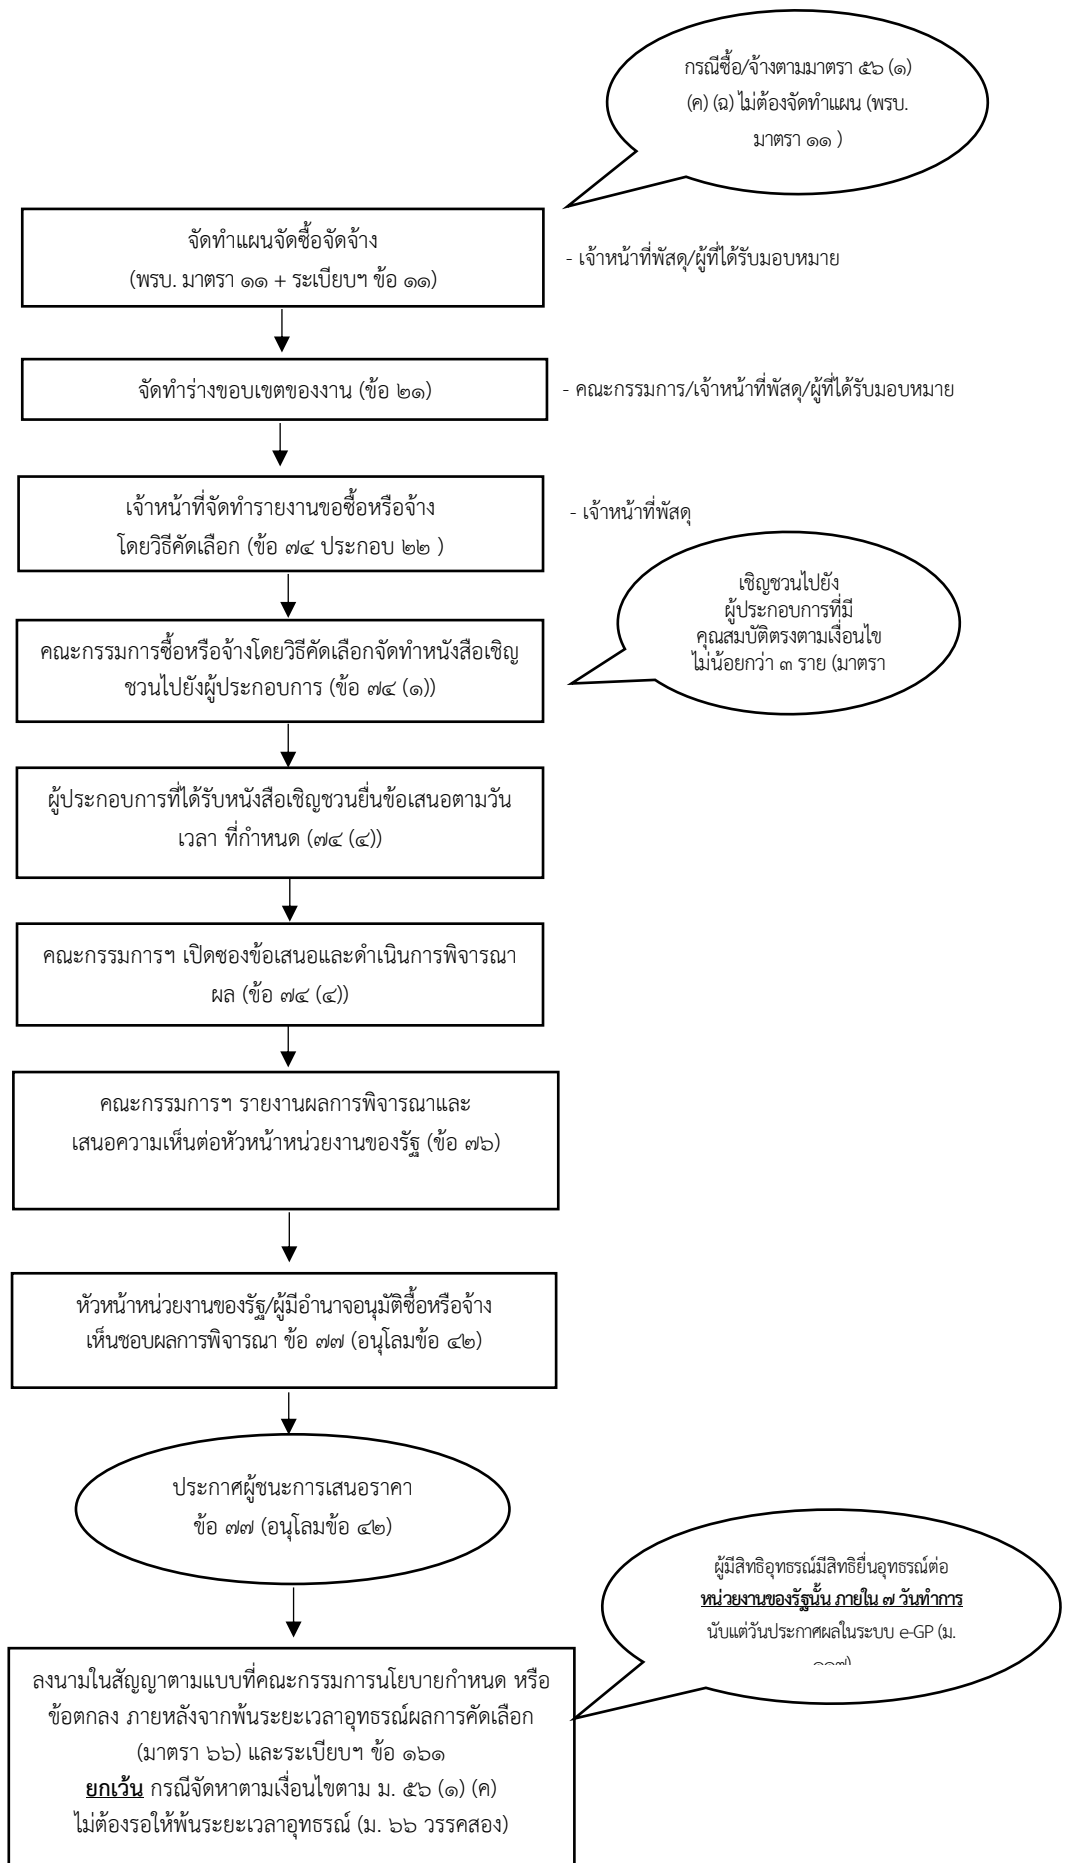 กรณีซื้อ/จ้างตามมาตรา ๕๖ (๑)
(ค) (ฉ) ไม่ต้องจัดทำแผน (พรบ.
มาตรา ๑๑ )
จัดทำแผนจัดซื้อจัดจ้าง
(พรบ. มาตรา ๑๑ + ระเบียบฯ ข้อ ๑๑)
- เจ้าหน้าที่พัสดุ/ผู้ที่ได้รับมอบหมาย
จัดทำร่างขอบเขตของงาน (ข้อ ๒๑)
- คณะกรรมการ/เจ้าหน้าที่พัสดุ/ผู้ที่ได้รับมอบหมาย
เจ้าหน้าที่จัดทำรายงานขอซื้อหรือจ้าง
โดยวิธีคัดเลือก (ข้อ ๗๔ ประกอบ ๒๒ )
- เจ้าหน้าที่พัสดุ
เชิญชวนไปยัง
ผู้ประกอบการที่มี
คุณสมบัติตรงตามเงื่อนไข
ไม่น้อยกว่า ๓ ราย (มาตรา
คณะกรรมการซื้อหรือจ้างโดยวิธีคัดเลือกจัดทำหนังสือเชิญ
ชวนไปยังผู้ประกอบการ (ข้อ ๗๔ (๑))
ผู้ประกอบการที่ได้รับหนังสือเชิญชวนยื่นข้อเสนอตามวัน
เวลา ที่กำหนด (๗๔ (๔))
คณะกรรมการฯ เปิดซองข้อเสนอและดำเนินการพิจารณา
ผล (ข้อ ๗๔ (๔))
คณะกรรมการฯ รายงานผลการพิจารณาและ
เสนอความเห็นต่อหัวหน้าหน่วยงานของรัฐ (ข้อ ๗๖)
หัวหน้าหน่วยงานของรัฐ/ผู้มีอำนาจอนุมัติซื้อหรือจ้าง
เห็นชอบผลการพิจารณา ข้อ ๗๗ (อนุโลมข้อ ๔๒)
ประกาศผู้ชนะการเสนอราคา
ข้อ ๗๗ (อนุโลมข้อ ๔๒)
ผู้มีสิทธิอุทธรณ์มีสิทธิยื่นอุทธรณ์ต่อ
หน่วยงานของรัฐนั้น ภายใน ๗ วันทำการ
นับแต่วันประกาศผลในระบบ e-GP (ม.
ลงนามในสัญญาตามแบบที่คณะกรรมการนโยบายกำหนด หรือ
ข้อตกลง ภายหลังจากพ้นระยะเวลาอุทธรณ์ผลการคัดเลือก
(มาตรา ๖๖) และระเบียบฯ ข้อ ๑๖๑
ยกเว้น กรณีจัดหาตามเงื่อนไขตาม ม. ๕๖ (๑) (ค)
ไม่ต้องรอให้พ้นระยะเวลาอุทธรณ์ (ม. ๖๖ วรรคสอง)